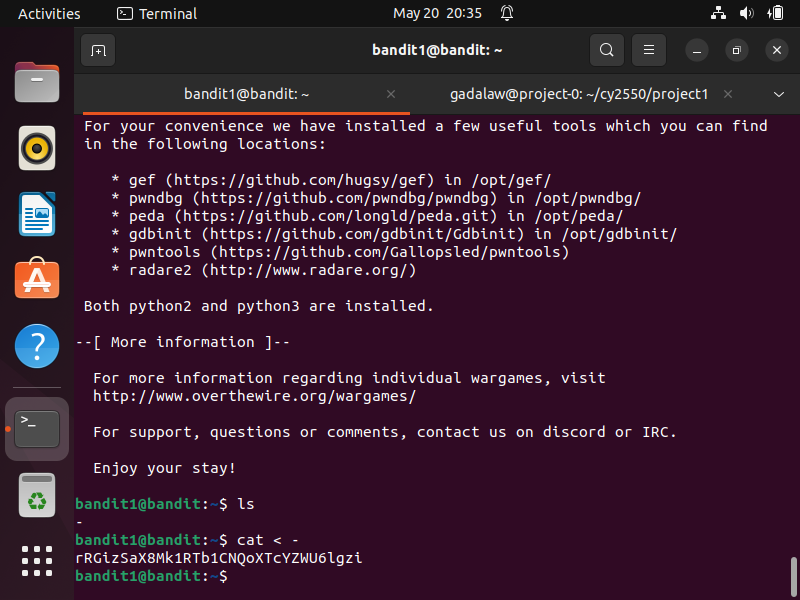 Activities Terminal May 20 20:35
bandit1@bandit: ~
bandit1@bandit: ~ × gadalaw@project-0: ~/cy2550/project1 ×
For your convenience we have installed a few useful tools which you can find
in the following locations:
* gef (https://github.com/hugsy/gef) in /opt/gef/
* pwndbg (https://github.com/pwndbg/pwndbg) in /opt/pwndbg/
* peda (https://github.com/longld/peda.git) in /opt/peda/
* gdbinit (https://github.com/gdbinit/Gdbinit) in /opt/gdbinit/
* pwntools (https://github.com/Gallopsled/pwntools)
* radare2 (http://www.radare.org/)
Both python2 and python3 are installed.
--[ More information ]--
For more information regarding individual wargames, visit
http://www.overthewire.org/wargames/
For support, questions or comments, contact us on discord or IRC.
Enjoy your stay!
bandit1@bandit:~$ ls
-
bandit1@bandit:~$ cat < -
rRGizSaX8Mk1RTb1CNQoXTcYZWU6lgzi
bandit1@bandit:~$